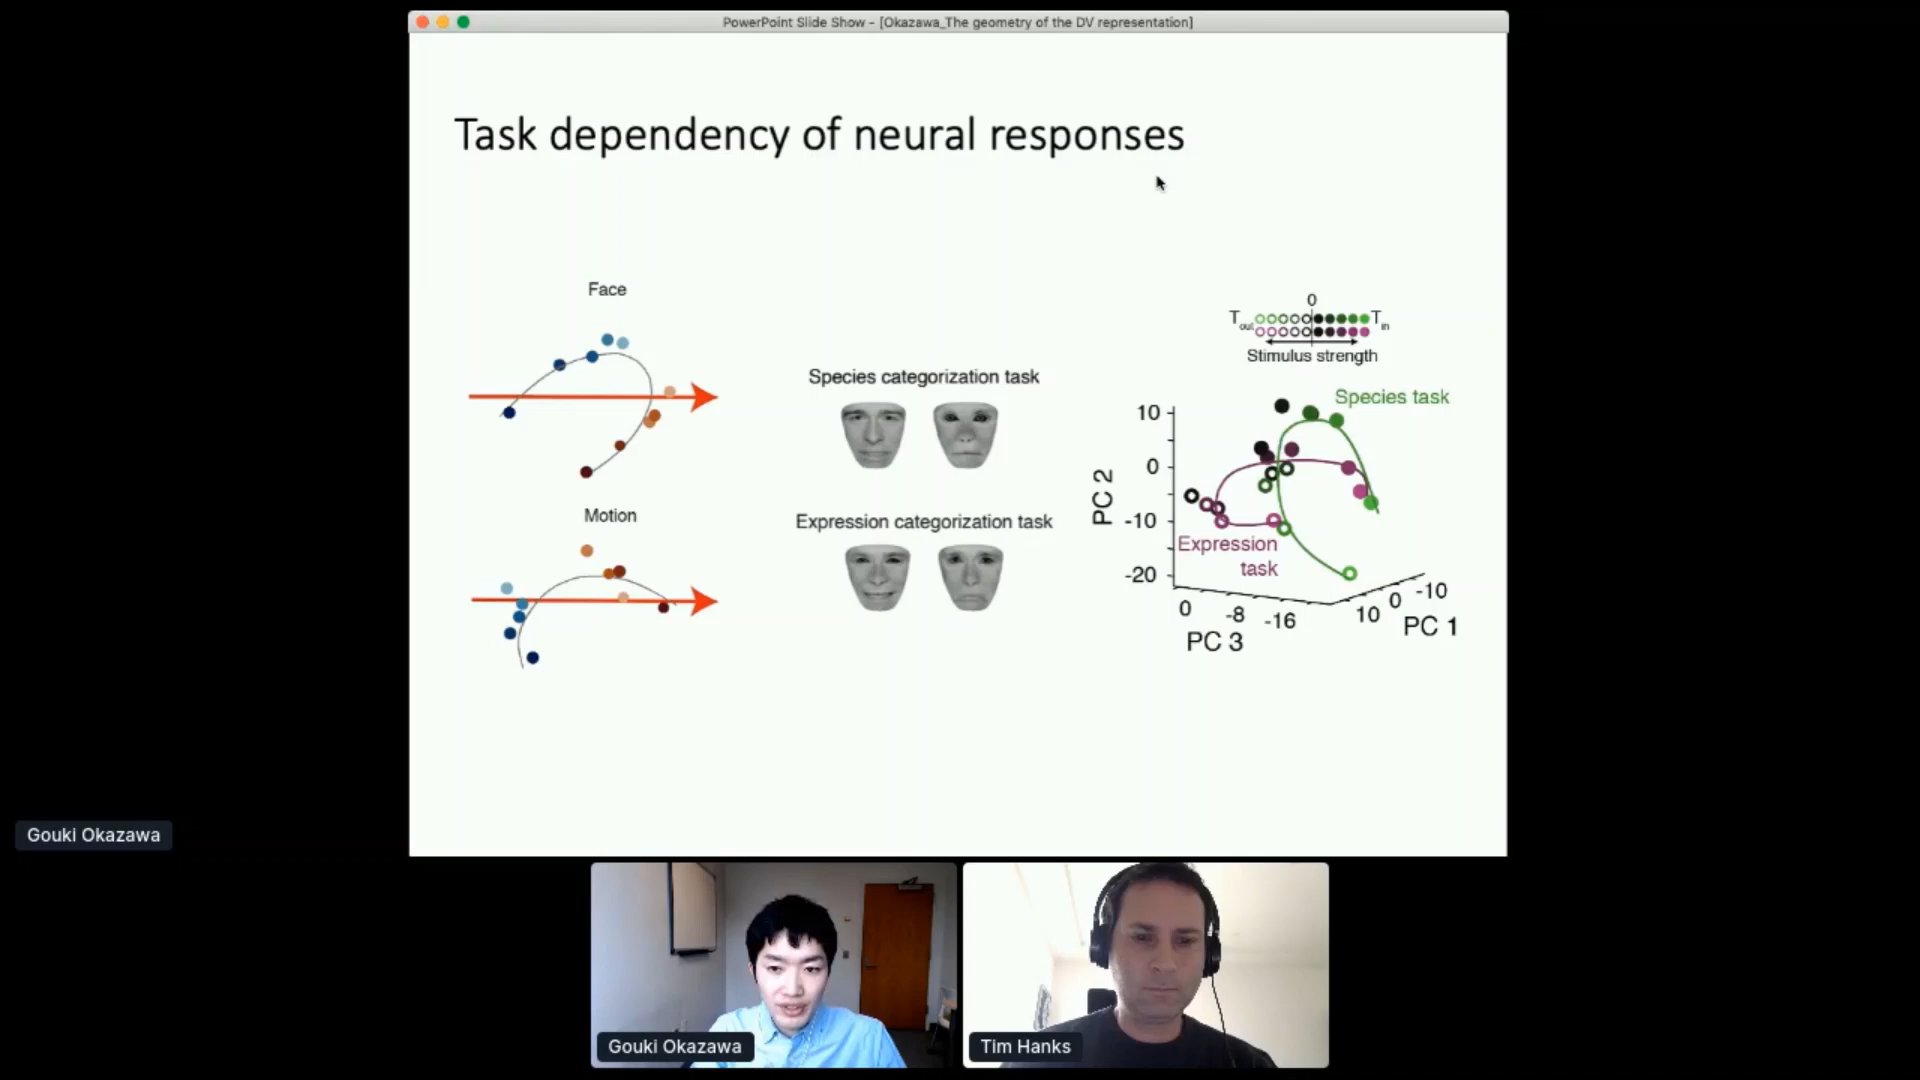 PowerPoint Slide Show - [Okazawa_The geometry of the DV representation]
Task dependency of neural responses
Face
Motion
Species categorization task
Expression categorization task
0
Tout
Tin
Stimulus strength
Species task
Expression
task
10
0
-10
-20
PC 2
0
-8
-16
PC 3
10
0
-10
PC 1
Gouki Okazawa
Gouki Okazawa
Tim Hanks